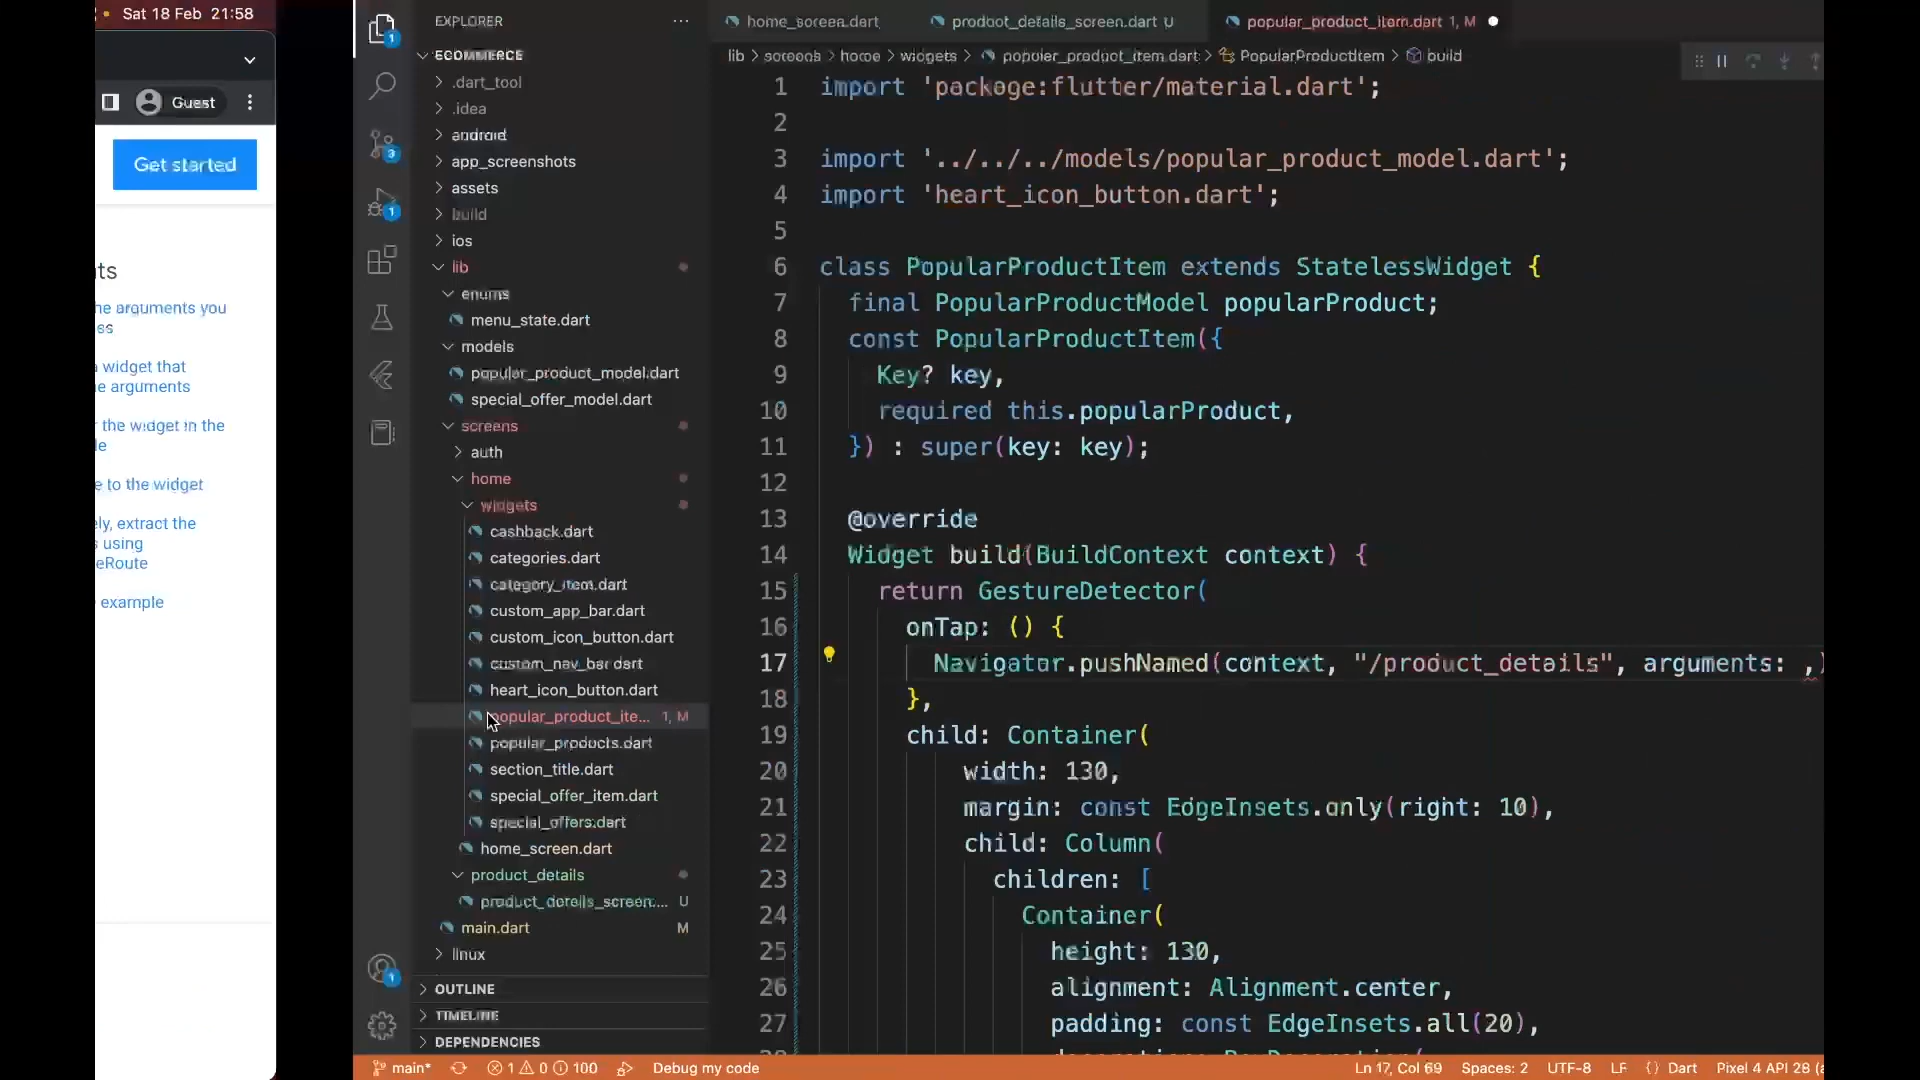 Sat 18 Feb 21:58
Guest
Get started
ts
he arguments you
es
a widget that
e arguments
r the widget in the
le
e to the widget
ely, extract the
s using
eRoute
example
EXPLORER
ECOMMERCE
.dart_tool
.idea
android
app_screenshots
assets
build
ios
lib
enums
menu_state.dart
models
popular_product_model.dart
special_offer_model.dart
screens
auth
home
widgets
cashback.dart
categories.dart
category_item.dart
custom_app_bar.dart
custom_icon_button.dart
custom_nav_bar.dart
heart_icon_button.dart
popular_product_ite... 1, M
popular_products.dart
section_title.dart
special_offer_item.dart
special_offers.dart
home_screen.dart
product_details
product_details_screen.... U
main.dart M
linux
OUTLINE
TIMELINE
DEPENDENCIES
1
3
1
1
home_screen.dart product_details_screen.dart U popular_product_item.dart 1, M
lib > screens > home > widgets > popular_product_item.dart > PopularProductItem > build
1 import 'package:flutter/material.dart';
2
3 import '../../../models/popular_product_model.dart';
4 import 'heart_icon_button.dart';
5
6 class PopularProductItem extends StatelessWidget {
7 final PopularProductModel popularProduct;
8 const PopularProductItem({
9 Key? key,
10 required this.popularProduct,
11 }) : super(key: key);
12
13 @override
14 Widget build(BuildContext context) {
15 return GestureDetector(
16 onTap: () {
17 Navigator.pushNamed(context, "/product_details", arguments: ,)
18 },
19 child: Container(
20 width: 130,
21 margin: const EdgeInsets.only(right: 10),
22 child: Column(
23 children: [
24 Container(
25 height: 130,
26 alignment: Alignment.center,
27 padding: const EdgeInsets.all(20),
main* 1 0 100 Debug my code Ln 17, Col 69 Spaces: 2 UTF-8 LF {} Dart Pixel 4 API 28 (a